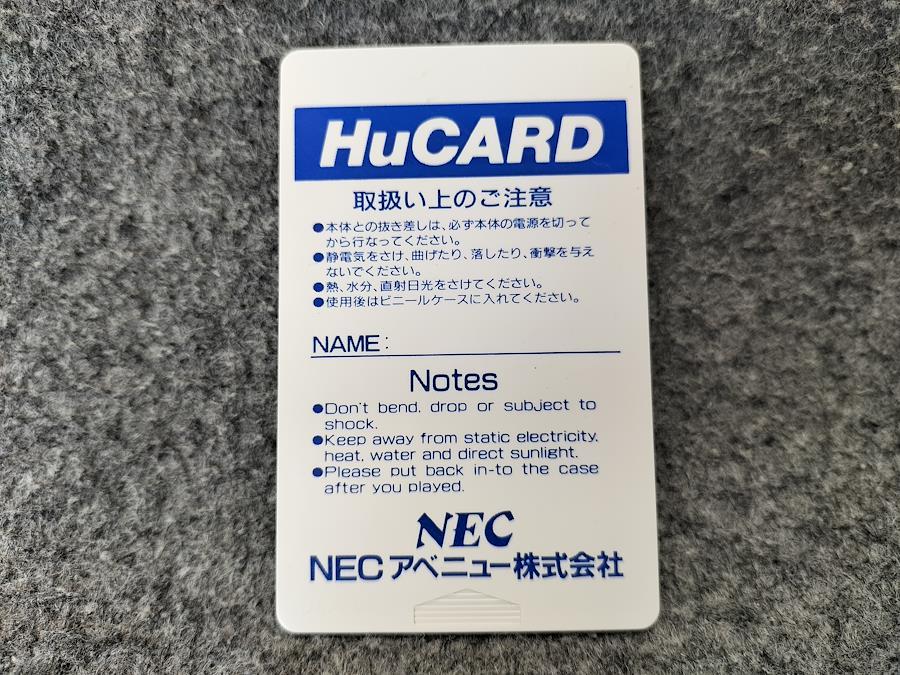 HuCARD
取扱い上のご注意
●本体との抜き差しは、必ず本体の電源を切って
から行なってください。
●静電気をさけ、曲げたり、落したり、衝撃を与え
ないでください。
●熱、水分、直射日光をさけてください。
●使用後はビニールケースに入れてください。
NAME:
Notes
●Don't bend, drop or subject to
shock.
●Keep away from static electricity,
heat, water and direct sunlight.
●Please put back in-to the case
after you played.
NEC
NECアベニュー株式会社